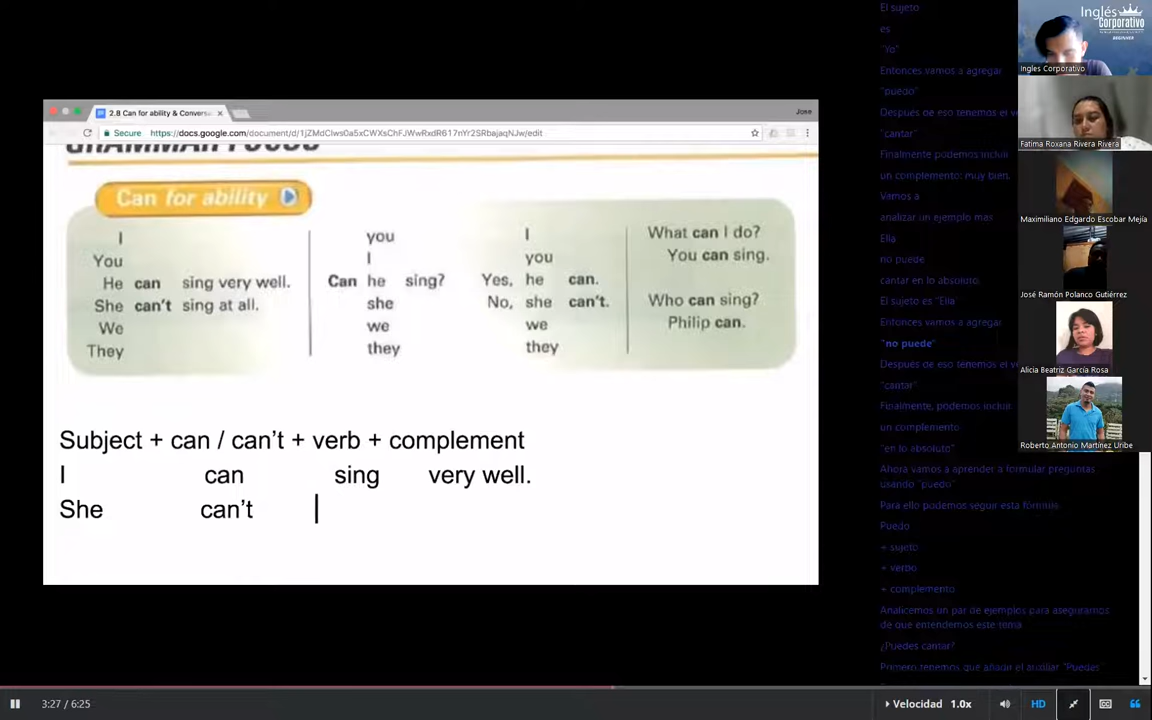 2.8 Can for ability & Convers
Jose
Secure
https://docs.google.com/document/d/1jZMdClws0a5xCWXsChFJWwRxdR617nYr2SRbajaqNJw/edit
GRAMMAR FOCUS
Can for ability
I
You
He can sing very well.
She can't sing at all.
We
They
you
I
Can he sing?
she
we
they
I
you
Yes, he can.
No, she can't.
we
they
What can I do?
You can sing.
Who can sing?
Philip can.
Subject + can / can't + verb + complement
I can sing very well.
She can't
El sujeto
es
"Yo"
Entonces vamos a agregar
"puedo"
Después de eso tenemos el v
"cantar"
Finalmente podemos incluir
un complemento: muy bien.
Vamos a
analizar un ejemplo mas
Ella
no puede
cantar en lo absoluto.
El sujeto es "Ella"
Entonces vamos a agregar
"no puede"
Después de eso tenemos el ve
"cantar"
Finalmente, podemos incluir
un complemento
"en lo absoluto"
Ahora vamos a aprender a formular preguntas
usando "puedo"
Para ello podemos seguir esta fórmula
Puedo
+ sujeto
+ verbo
+ complemento
Analicemos un par de ejemplos para asegurarnos
de que entendemos este tema
¿Puedes cantar?
Primero tenemos que añadir el auxiliar "Puedes"
Inglés
Corporativo
BEGINNER
Ingles Corporativo
Fatima Roxana Rivera Rivera
Maximiliano Edgardo Escobar Mejía
José Ramón Polanco Gutiérrez
Alicia Beatriz García Rosa
Roberto Antonio Martínez Uribe
3:27 / 6:25
Velocidad 1.0x
HD